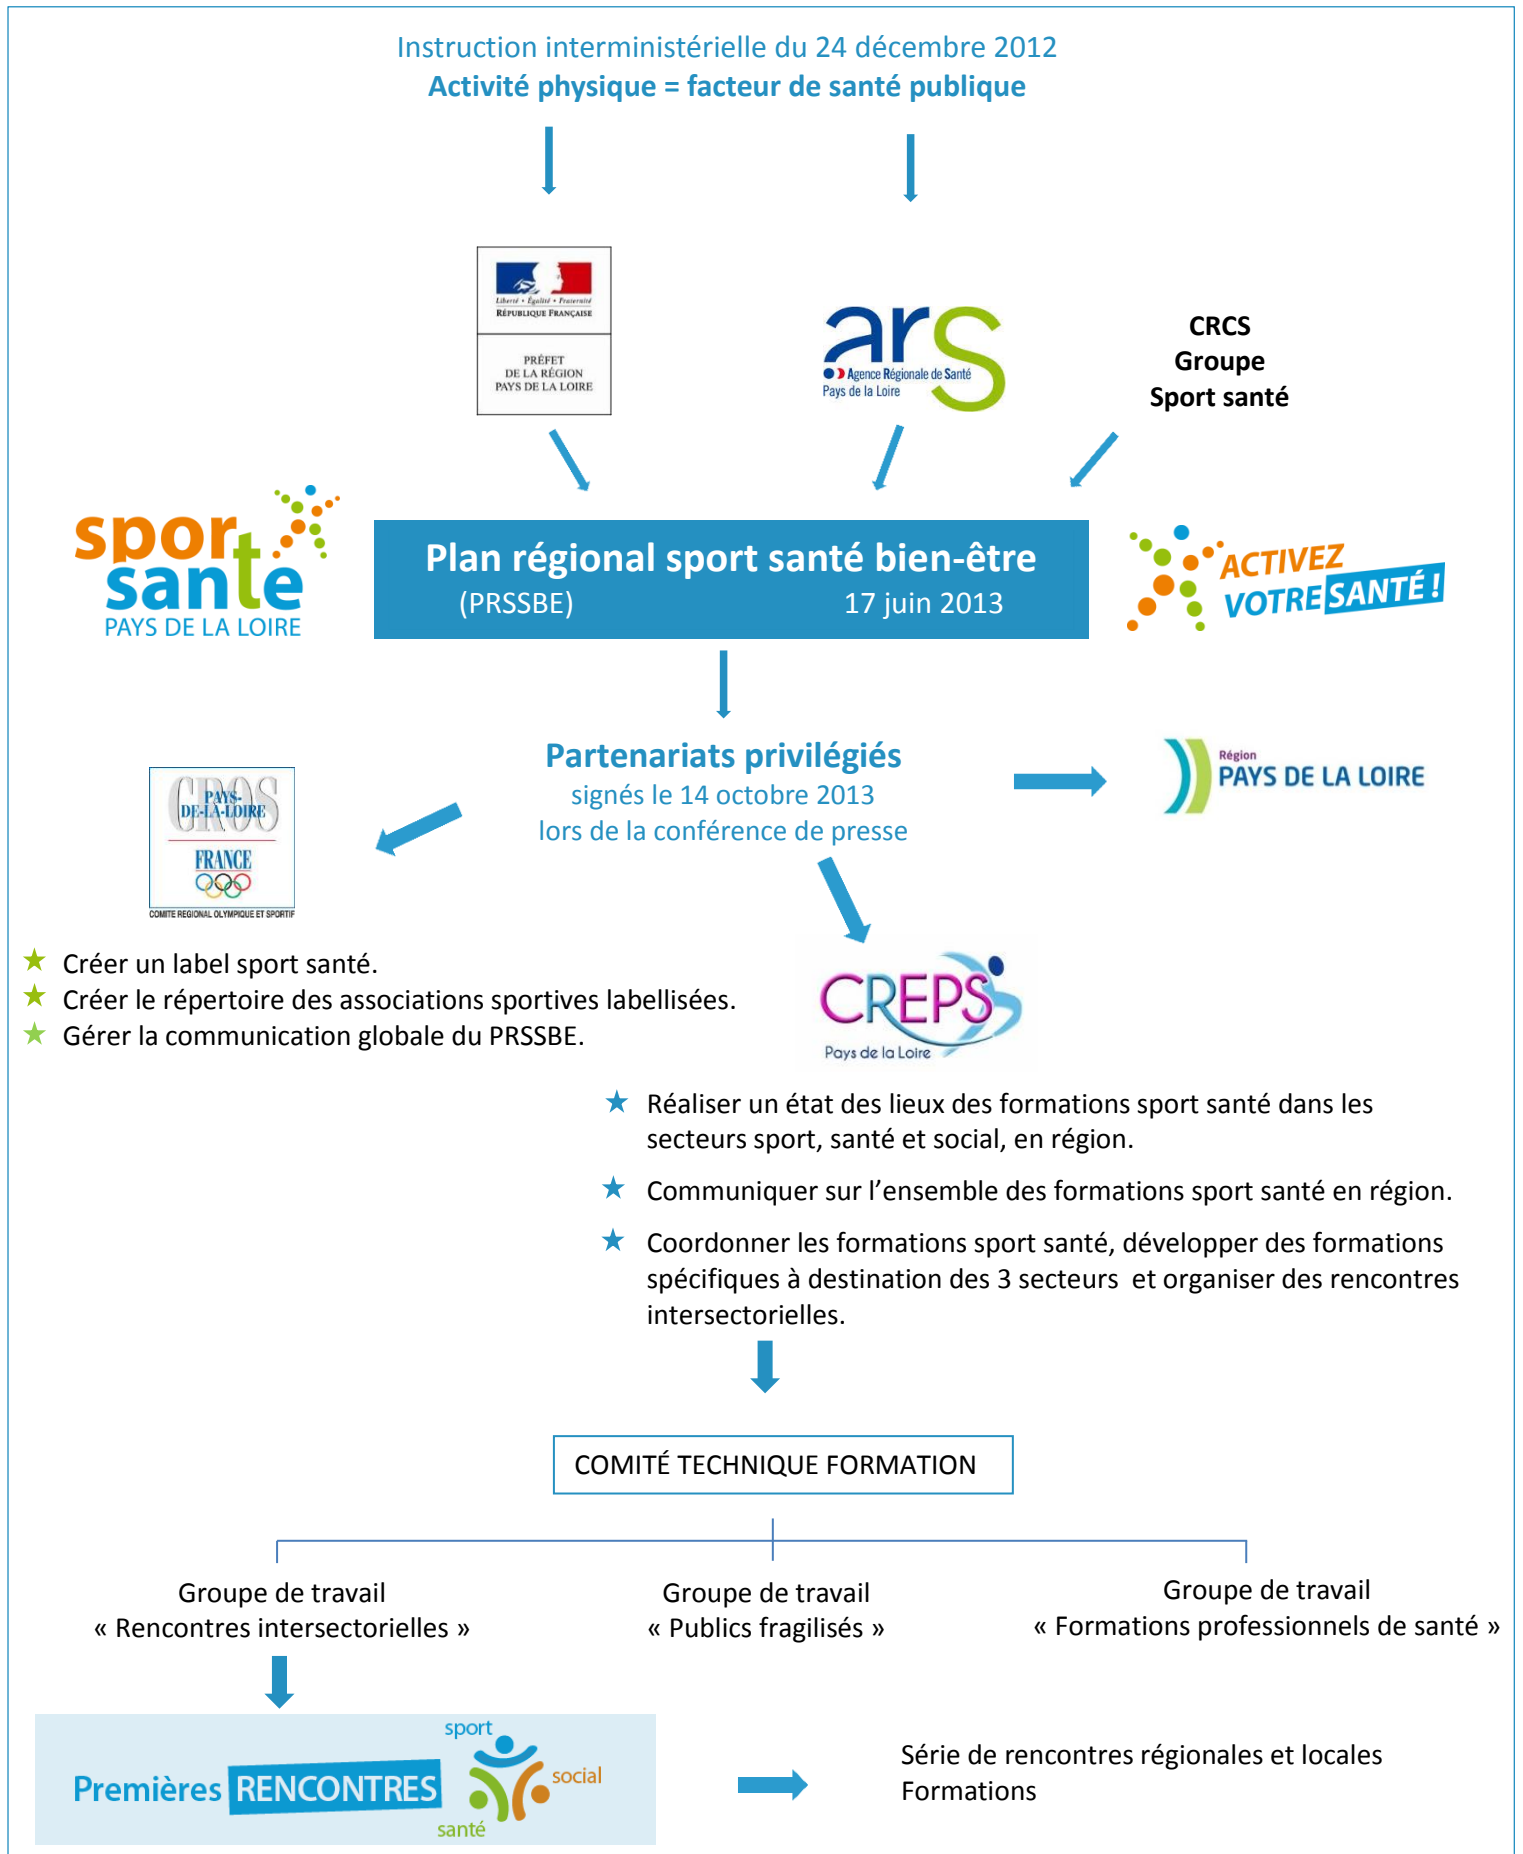 Instruction interministérielle du 24 décembre 2012
Activité physique = facteur de santé publique
Liberté • Égalité • Fraternité
RÉPUBLIQUE FRANÇAISE
PRÉFET
DE LA RÉGION
PAYS DE LA LOIRE
ars
Agence Régionale de Santé
Pays de la Loire
CRCS
Groupe
Sport santé
sport
santé
PAYS DE LA LOIRE
Plan régional sport santé bien-être
(PRSSBE) 17 juin 2013
ACTIVEZ
VOTRE SANTÉ !
Partenariats privilégiés
signés le 14 octobre 2013
lors de la conférence de presse
Région
PAYS DE LA LOIRE
CROS
PAYS-
DE-LA-LOIRE
FRANCE
COMITE REGIONAL OLYMPIQUE ET SPORTIF
★ Créer un label sport santé.
★ Créer le répertoire des associations sportives labellisées.
★ Gérer la communication globale du PRSSBE.
CREPS
Pays de la Loire
★ Réaliser un état des lieux des formations sport santé dans les
secteurs sport, santé et social, en région.
★ Communiquer sur l’ensemble des formations sport santé en région.
★ Coordonner les formations sport santé, développer des formations
spécifiques à destination des 3 secteurs et organiser des rencontres
intersectorielles.
COMITÉ TECHNIQUE FORMATION
Groupe de travail
« Rencontres intersectorielles »
Groupe de travail
« Publics fragilisés »
Groupe de travail
« Formations professionnels de santé »
Premières RENCONTRES
sport
social
santé
Série de rencontres régionales et locales
Formations